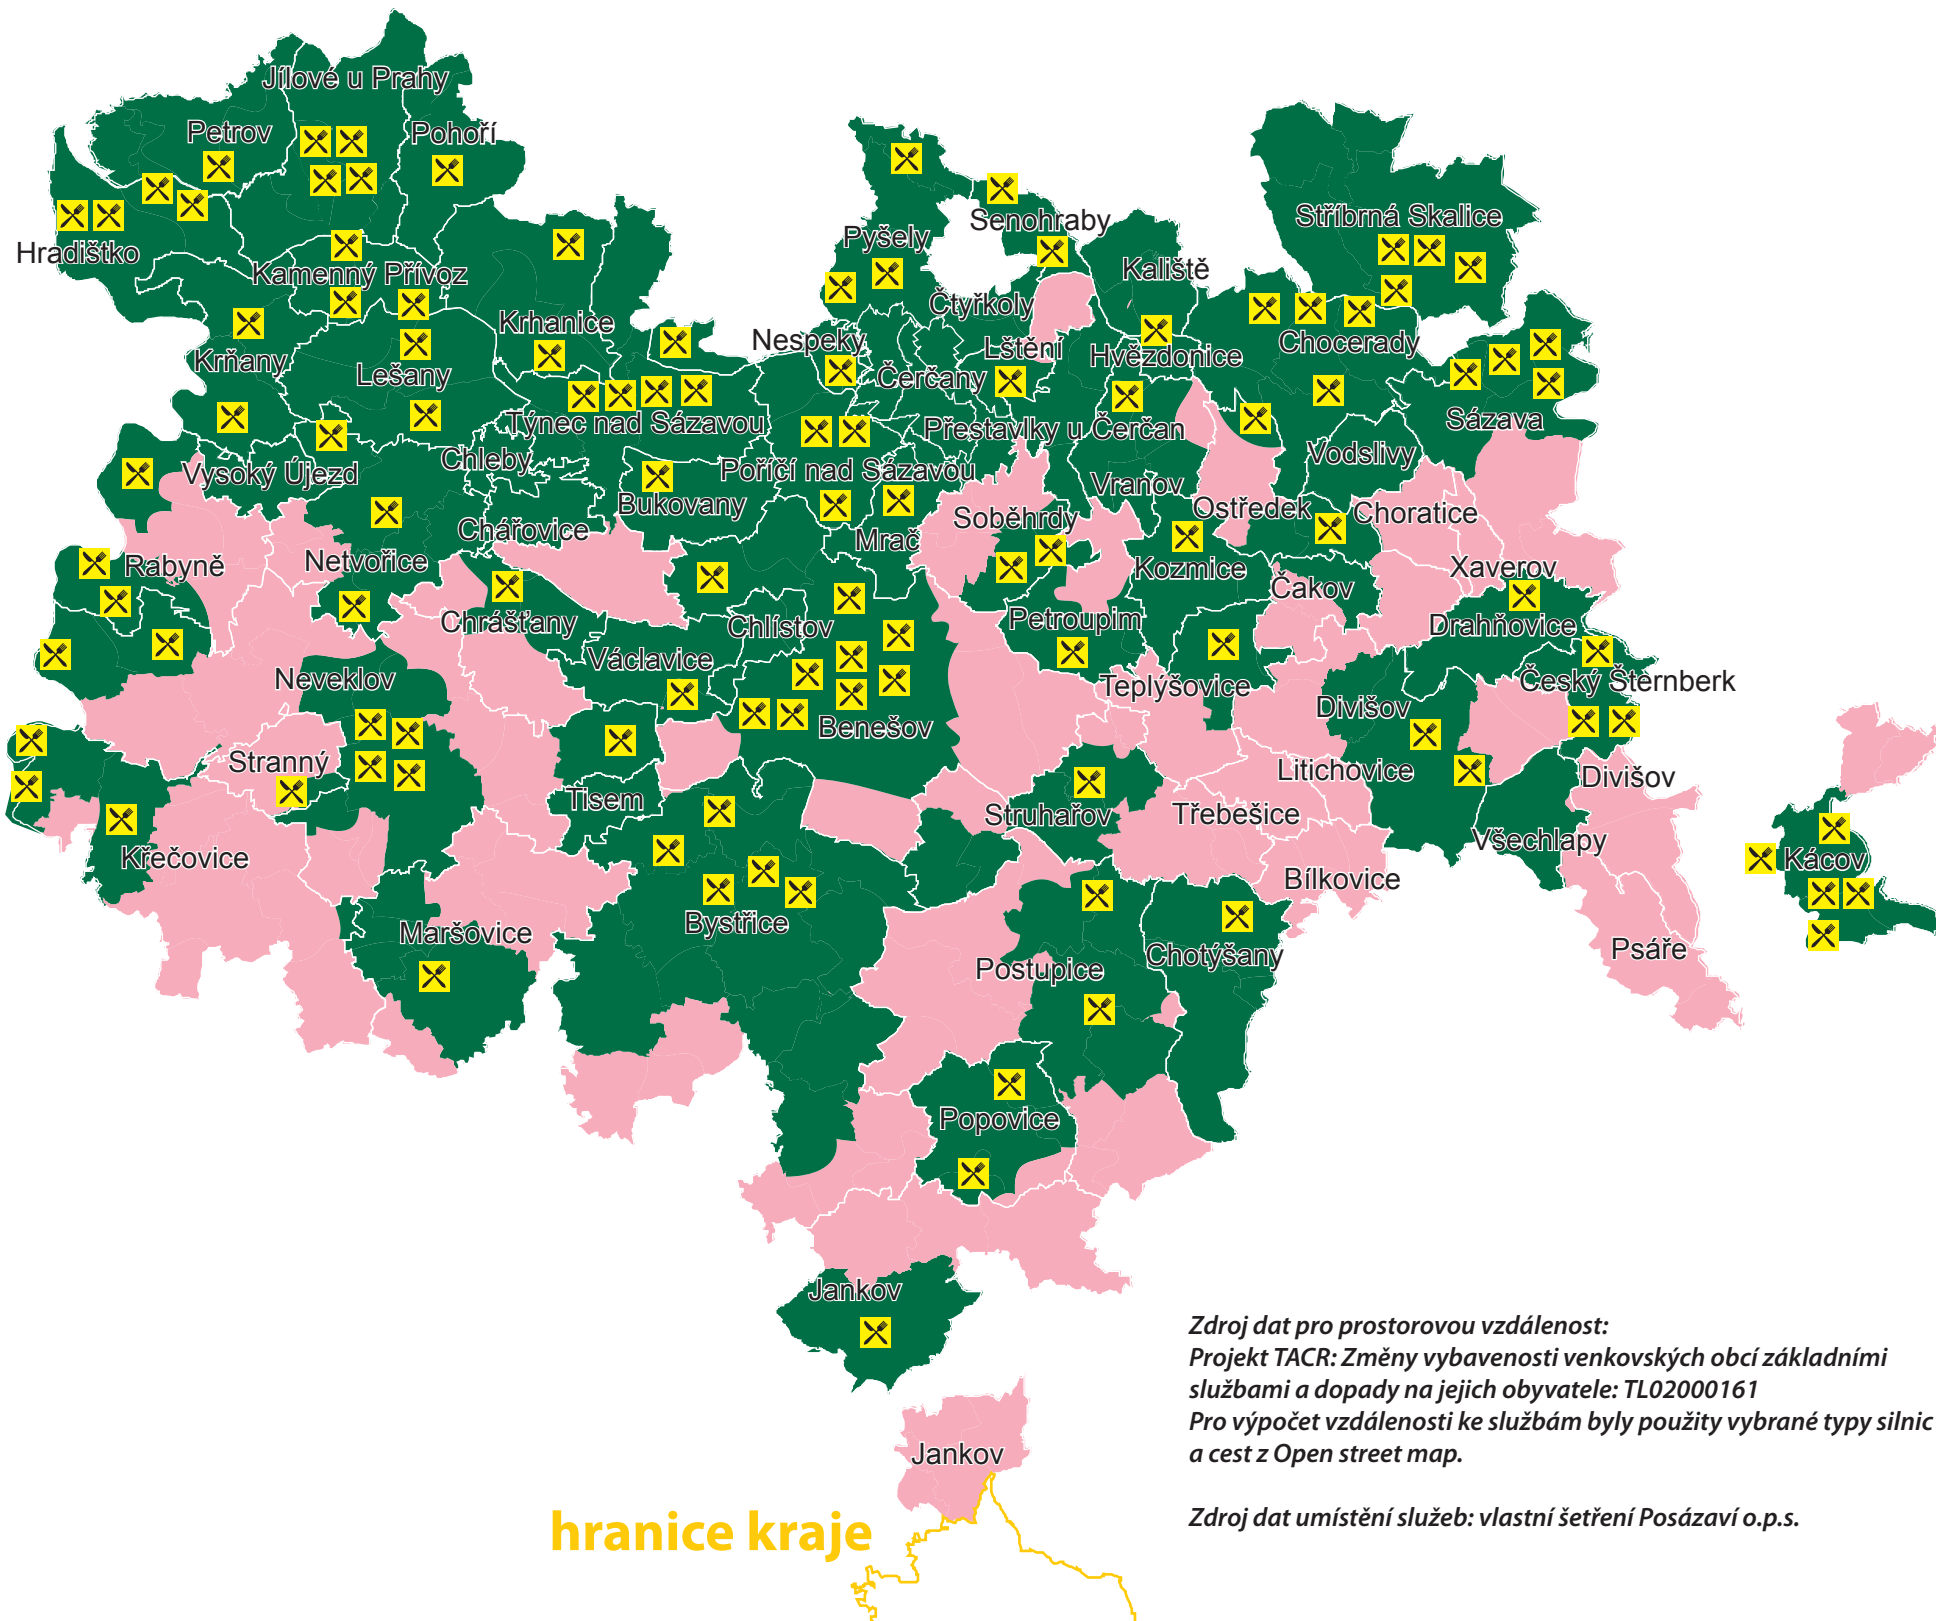 Jílové u Prahy
Petrov
Pohoří
Hradištko
Senohraby
Stříbrná Skalice
Pyšely
Kaliště
Kamenný Přívoz
Čtyřkoly
Krhanice
Nespeky
Lštění
Hvězdonice
Chocerady
Krňany
Lešany
Čerčany
Týnec nad Sázavou
Přestavlky u Čerčan
Sázava
Vysoký Újezd
Chleby
Poříčí nad Sázavou
Vodslivy
Bukovany
Vranov
Ostředek
Choratice
Chářovice
Soběhrdy
Mrač
Rabyně
Netvořice
Kozmice
Čakov
Xaverov
Chrášťany
Chlístov
Petroupim
Drahňovice
Václavice
Neveklov
Teplýšovice
Český Šternberk
Divišov
Benešov
Stranný
Litichovice
Divišov
Tisem
Struhařov
Třebešice
Křečovice
Všechlapy
Kácov
Bílkovice
Maršovice
Bystřice
Postupice
Chotýšany
Psáře
Popovice
Jankov
Zdroj dat pro prostorovou vzdálenost:
Projekt TACR: Změny vybavenosti venkovských obcí základními
službami a dopady na jejich obyvatele: TL02000161
Pro výpočet vzdálenosti ke službám byly použity vybrané typy silnic
a cest z Open street map.
Jankov
Zdroj dat umístění služeb: vlastní šetření Posázaví o.p.s.
hranice kraje